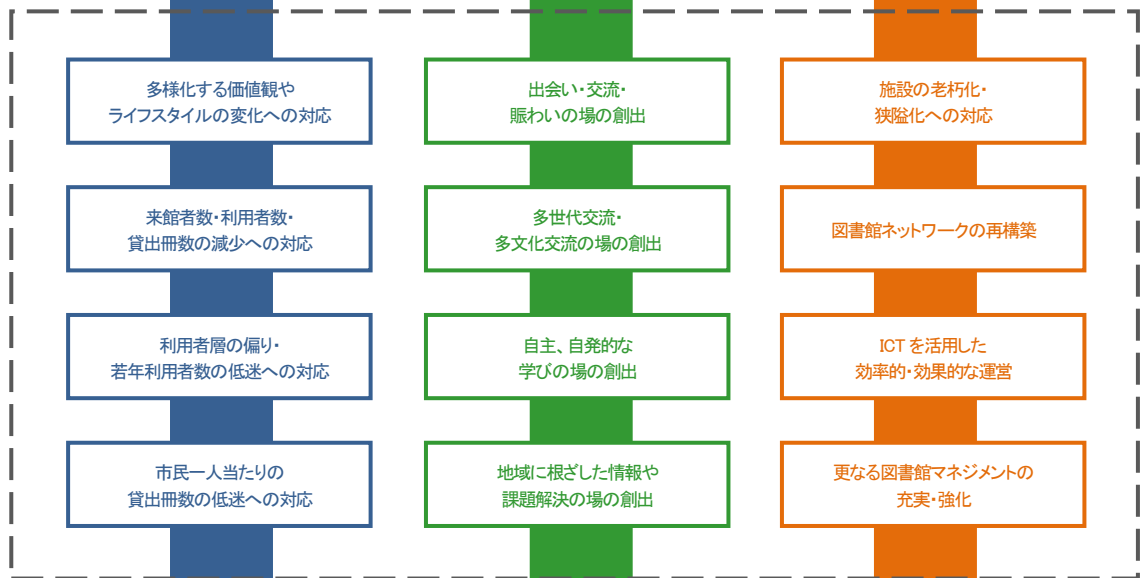 多様化する価値観や
ライフスタイルの変化への対応
来館者数・利用者数・
貸出冊数の減少への対応
利用者層の偏り・
若年利用者数の低迷への対応
市民一人当たりの
貸出冊数の低迷への対応
出会い・交流・
賑わいの場の創出
多世代交流・
多文化交流の場の創出
自主、自発的な
学びの場の創出
地域に根ざした情報や
課題解決の場の創出
施設の老朽化・
狭隘化への対応
図書館ネットワークの再構築
ICT を活用した
効率的・効果的な運営
更なる図書館マネジメントの
充実・強化